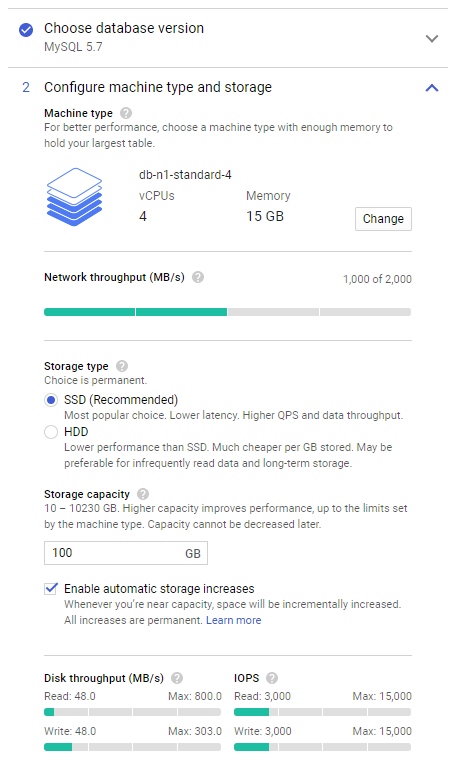 Choose database version
MySQL 5.7
2 Configure machine type and storage
Machine type ?
For better performance, choose a machine type with enough memory to
hold your largest table.
db-n1-standard-4
vCPUs Memory
4 15 GB
Change
Network throughput (MB/s) ? 1,000 of 2,000
Storage type ?
Choice is permanent.
SSD (Recommended)
Most popular choice. Lower latency. Higher QPS and data throughput.
HDD
Lower performance than SSD. Much cheaper per GB stored. May be
preferable for infrequently read data and long-term storage.
Storage capacity ?
10 – 10230 GB. Higher capacity improves performance, up to the limits set
by the machine type. Capacity cannot be decreased later.
100 GB
Enable automatic storage increases
Whenever you're near capacity, space will be incrementally increased.
All increases are permanent. Learn more
Disk throughput (MB/s) ? IOPS ?
Read: 48.0 Max: 800.0 Read: 3,000 Max: 15,000
Write: 48.0 Max: 303.0 Write: 3,000 Max: 15,000